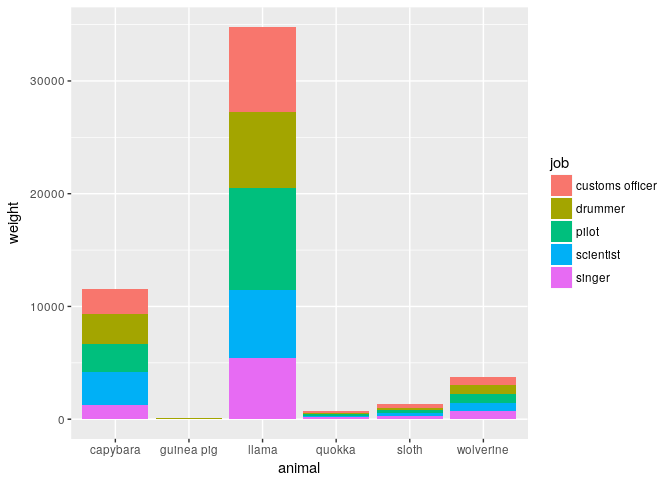 30000
20000
10000
0
weight
capybara guinea pig llama quokka sloth wolverine
animal
job
customs officer
drummer
pilot
scientist
singer